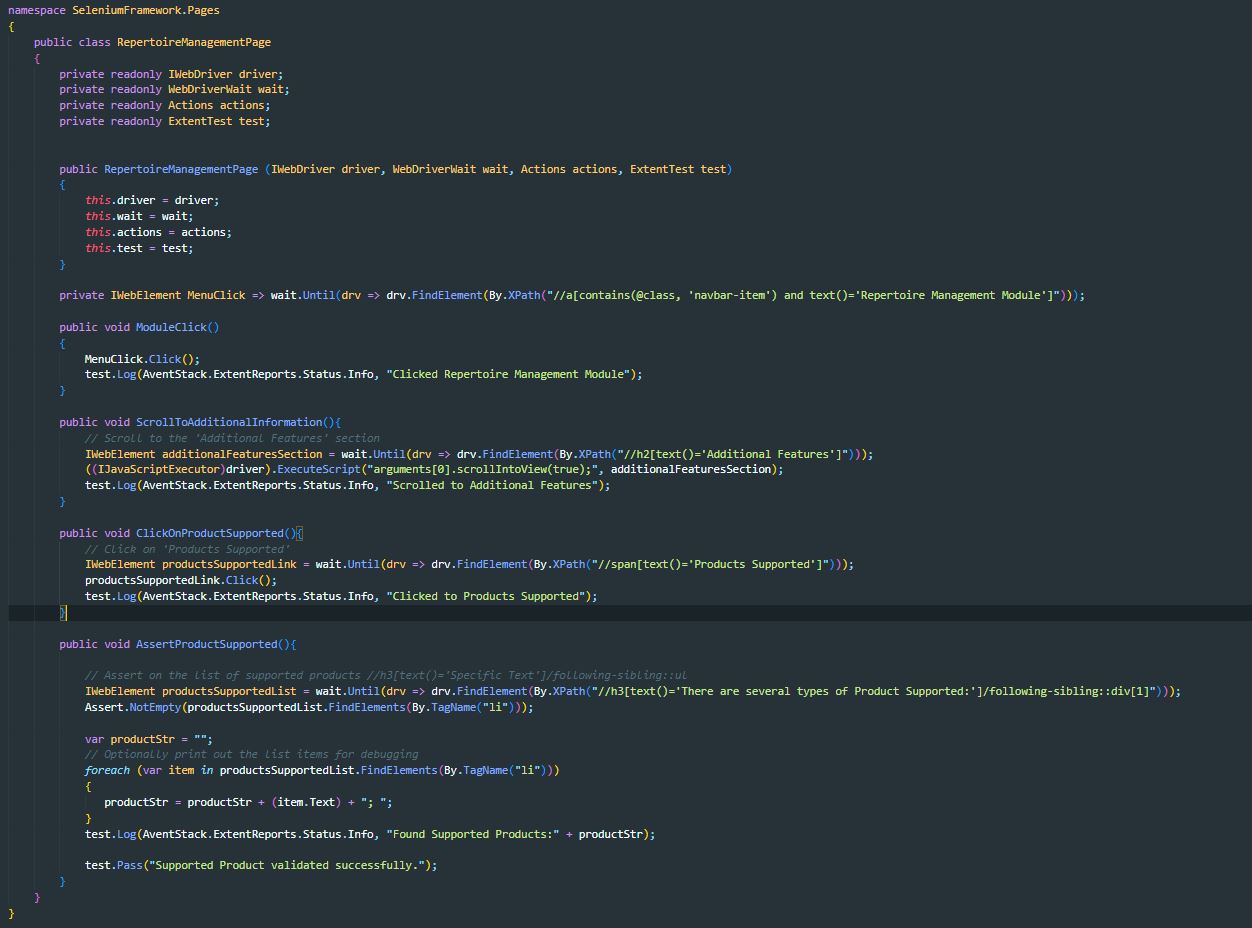 namespace SeleniumFramework.Pages
{
    public class RepertoireManagementPage
    {
        private readonly IWebDriver driver;
        private readonly WebDriverWait wait;
        private readonly Actions actions;
        private readonly ExtentTest test;


        public RepertoireManagementPage (IWebDriver driver, WebDriverWait wait, Actions actions, ExtentTest test)
        {
            this.driver = driver;
            this.wait = wait;
            this.actions = actions;
            this.test = test;
        }

        private IWebElement MenuClick => wait.Until(drv => drv.FindElement(By.XPath("//a[contains(@class, 'navbar-item') and text()='Repertoire Management Module']")));

        public void ModuleClick()
        {
            MenuClick.Click();
            test.Log(AventStack.ExtentReports.Status.Info, "Clicked Repertoire Management Module");
        }

        public void ScrollToAdditionalInformation(){
            // Scroll to the 'Additional Features' section
            IWebElement additionalFeaturesSection = wait.Until(drv => drv.FindElement(By.XPath("//h2[text()='Additional Features']")));
            ((IJavaScriptExecutor)driver).ExecuteScript("arguments[0].scrollIntoView(true);", additionalFeaturesSection);
            test.Log(AventStack.ExtentReports.Status.Info, "Scrolled to Additional Features");
        }

        public void ClickOnProductSupported(){
            // Click on 'Products Supported'
            IWebElement productsSupportedLink = wait.Until(drv => drv.FindElement(By.XPath("//span[text()='Products Supported']")));
            productsSupportedLink.Click();
            test.Log(AventStack.ExtentReports.Status.Info, "Clicked to Products Supported");
        }

        public void AssertProductSupported(){

            // Assert on the list of supported products //h3[text()='Specific Text']/following-sibling::ul
            IWebElement productsSupportedList = wait.Until(drv => drv.FindElement(By.XPath("//h3[text()='There are several types of Product Supported:']/following-sibling::div[1]")));
            Assert.NotEmpty(productsSupportedList.FindElements(By.TagName("li")));

            var productStr = "";
            // Optionally print out the list items for debugging
            foreach (var item in productsSupportedList.FindElements(By.TagName("li")))
            {
               productStr = productStr + (item.Text) + "; ";
            }
            test.Log(AventStack.ExtentReports.Status.Info, "Found Supported Products:" + productStr);

            test.Pass("Supported Product validated successfully.");
        }
    }
}